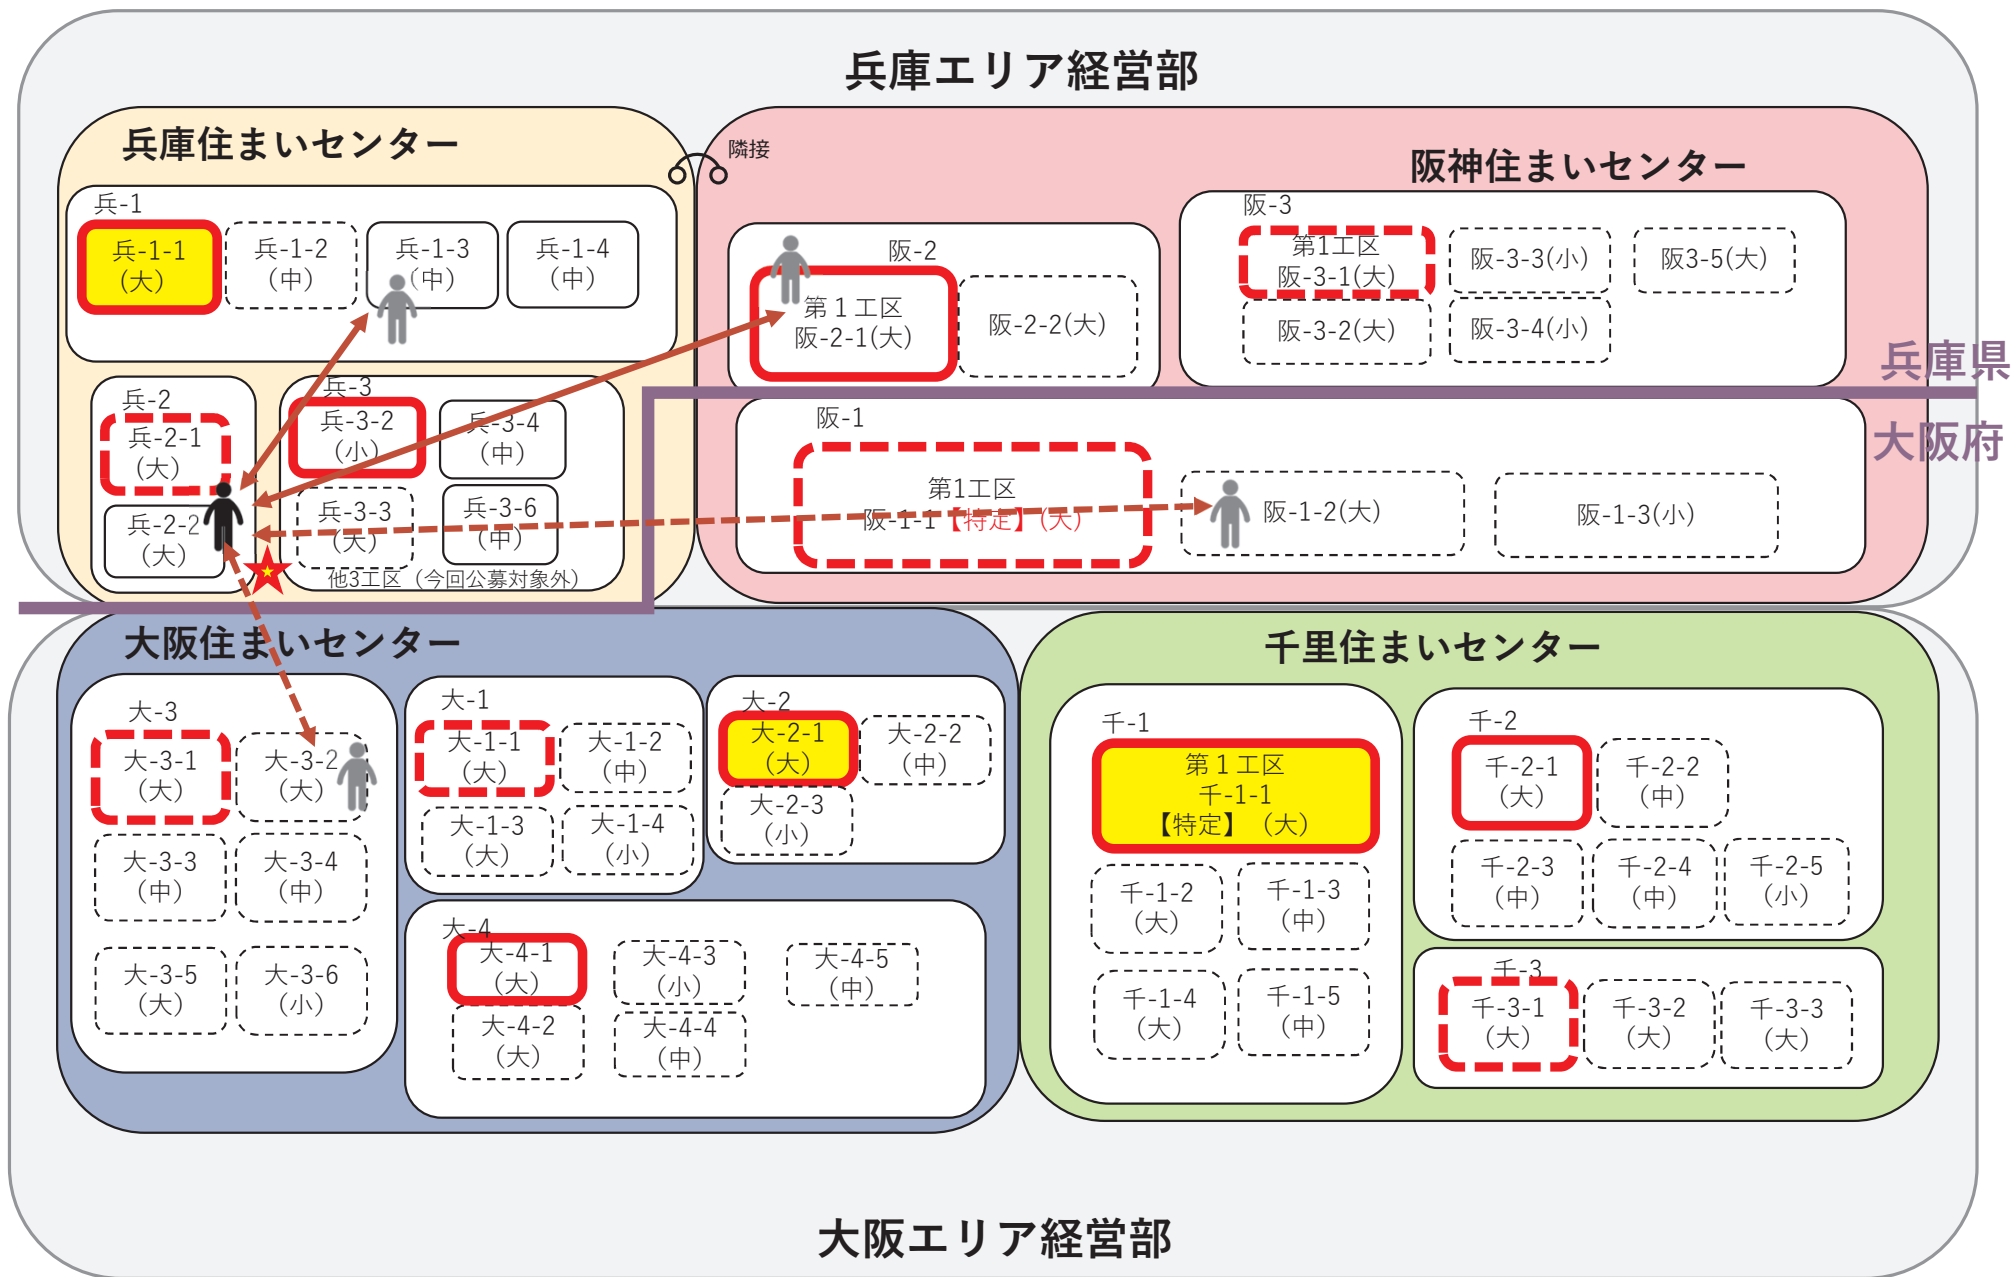 兵庫エリア経営部
兵庫住まいセンター
隣接
阪神住まいセンター
兵-1
兵-1-1
(大)
兵-1-2
(中)
兵-1-3
(中)
兵-1-4
(中)
兵-2
兵-2-1
(大)
兵-2-2
(大)
兵-3
兵-3-2
(小)
兵-3-4
(中)
兵-3-3
(大)
兵-3-6
(中)
他3工区（今回公募対象外）
阪-2
第１工区
阪-2-1(大)
阪-2-2(大)
阪-3
第1工区
阪-3-1(大)
阪-3-3(小)
阪3-5(大)
阪-3-2(大)
阪-3-4(小)
兵庫県
大阪府
阪-1
第1工区
阪-1-1【特定】(大)
阪-1-2(大)
阪-1-3(小)
大阪住まいセンター
大-3
大-3-1
(大)
大-3-2
(大)
大-3-3
(中)
大-3-4
(中)
大-3-5
(大)
大-3-6
(小)
大-1
大-1-1
(大)
大-1-2
(中)
大-1-3
(大)
大-1-4
(小)
大-2
大-2-1
(大)
大-2-2
(中)
大-2-3
(小)
大-4
大-4-1
(大)
大-4-3
(小)
大-4-5
(中)
大-4-2
(大)
大-4-4
(中)
千里住まいセンター
千-1
第１工区
千-1-1
【特定】（大）
千-1-2
(大)
千-1-3
(中)
千-1-4
(大)
千-1-5
(中)
千-2
千-2-1
(大)
千-2-2
(中)
千-2-3
(中)
千-2-4
(中)
千-2-5
(小)
千-3
千-3-1
(大)
千-3-2
(大)
千-3-3
(大)
大阪エリア経営部